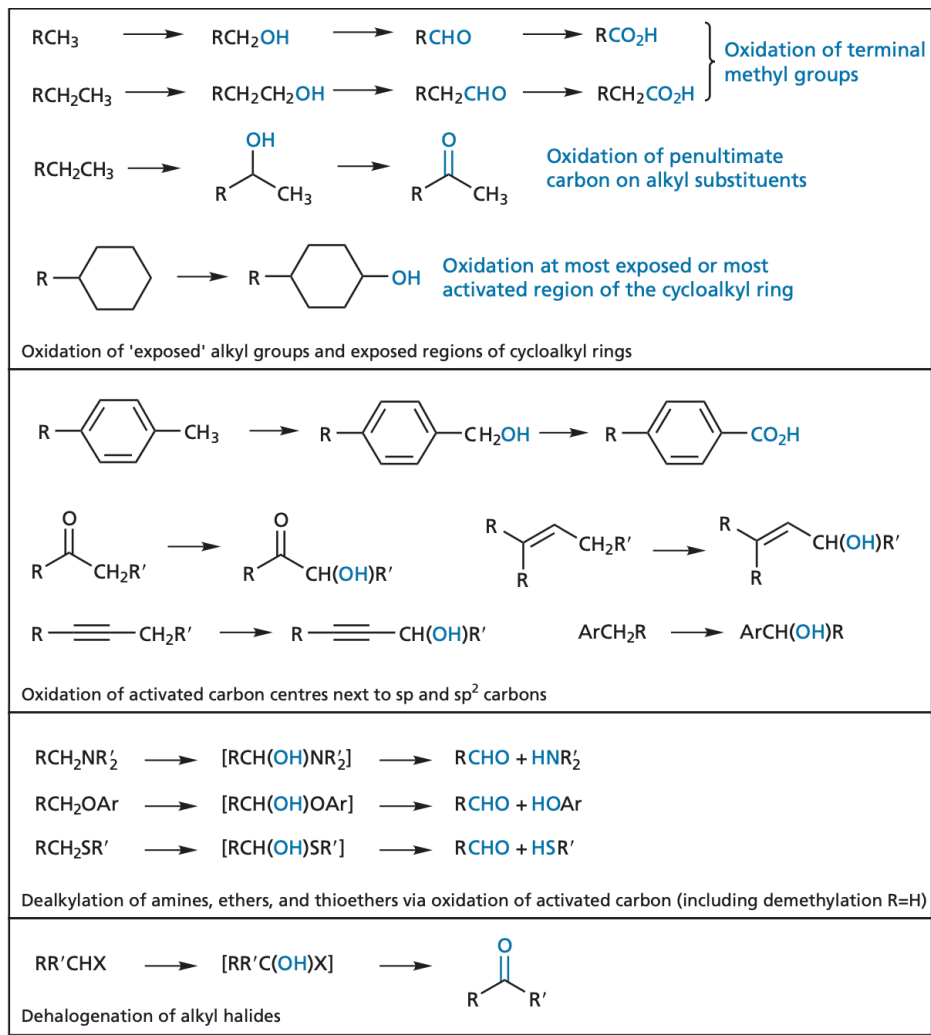 RCH₃ RCH₂OH RCHO RCO₂H
Oxidation of terminal
methyl groups
RCH₂CH₃ RCH₂CH₂OH RCH₂CHO RCH₂CO₂H
OH O
RCH₂CH₃ R CH₃ R CH₃
Oxidation of penultimate
carbon on alkyl substituents
R R OH
Oxidation at most exposed or most
activated region of the cycloalkyl ring
Oxidation of 'exposed' alkyl groups and exposed regions of cycloalkyl rings
R CH₃ R CH₂OH R CO₂H
O O
R CH₂R′ R CH(OH)R′
R R CH₂R′ R R CH(OH)R′
R CH₂R′ R CH(OH)R′ ArCH₂R ArCH(OH)R
Oxidation of activated carbon centres next to sp and sp² carbons
RCH₂NR′₂ [RCH(OH)NR′₂] RCHO + HNR′₂
RCH₂OAr [RCH(OH)OAr] RCHO + HOAr
RCH₂SR′ [RCH(OH)SR′] RCHO + HSR′
Dealkylation of amines, ethers, and thioethers via oxidation of activated carbon (including demethylation R=H)
O
RR'CHX [RR'C(OH)X] R R'
Dehalogenation of alkyl halides